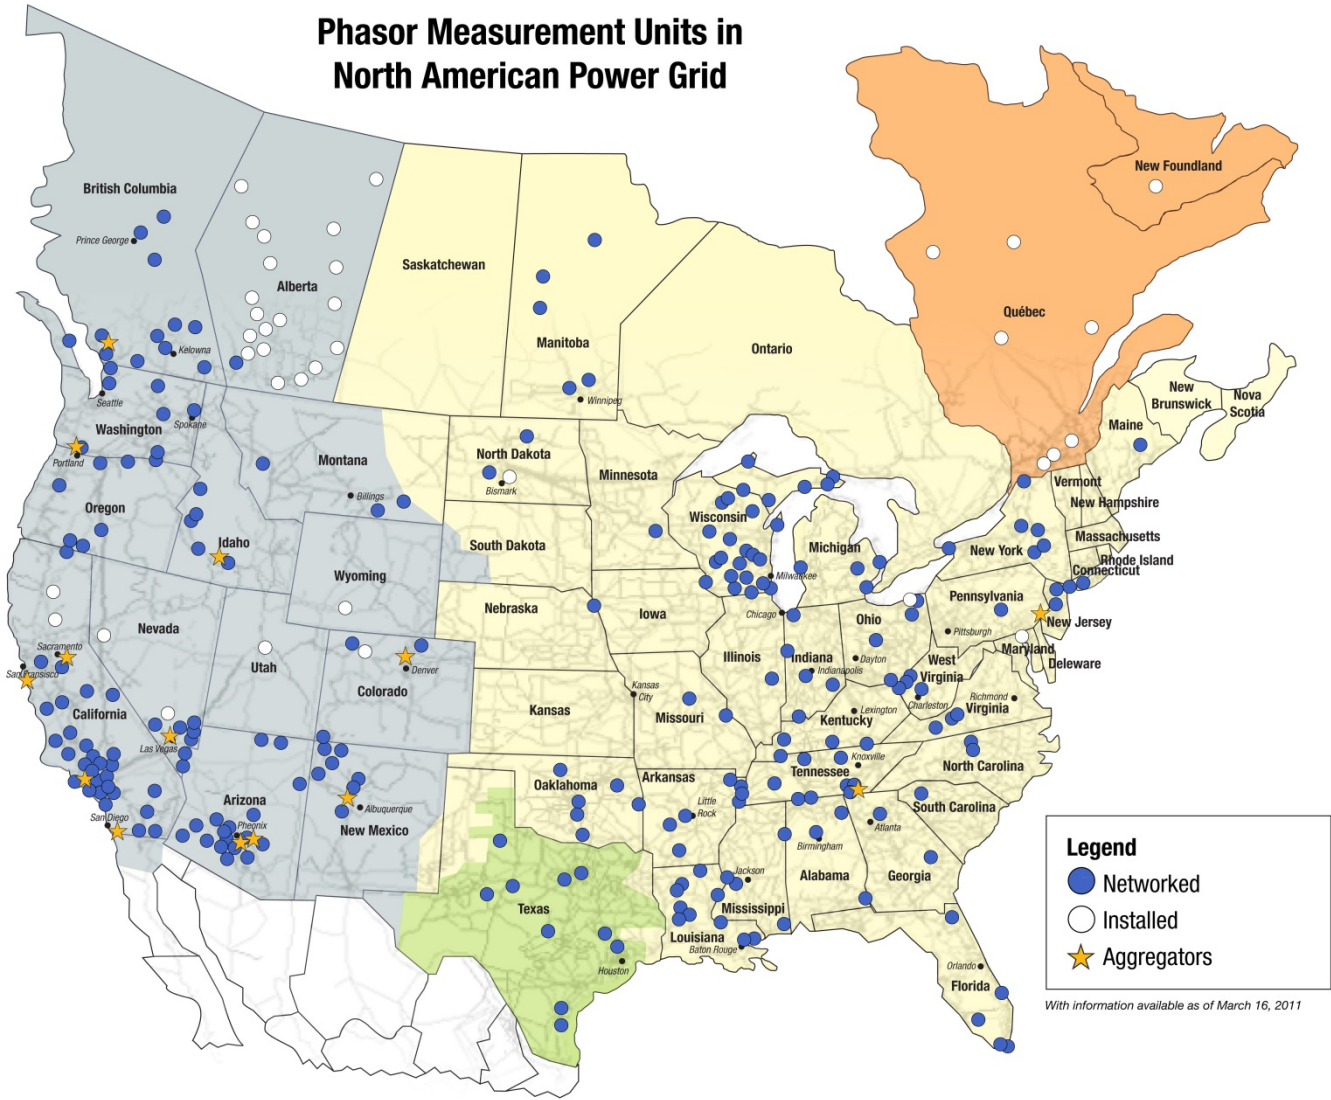 Phasor Measurement Units in
North American Power Grid
New Foundland
British Columbia
Prince George
Saskatchewan
Alberta
Québec
Manitoba
Ontario
Kelowna
New
Brunswick
Nova
Scotia
Winnipeg
Seattle
Spokane
Washington
Maine
Portland
Montana
North Dakota
Minnesota
Bismark
Billings
Vermont
New Hampshire
Oregon
Wisconsin
Massachusetts
Idaho
South Dakota
Michigan
New York
Rhode Island
Connecticut
Wyoming
Milwaukee
Nebraska
Iowa
Chicago
Pennsylvania
Ohio
New Jersey
Nevada
Pittsburgh
Sacramento
Utah
Illinois
Indiana
Dayton
Maryland
Deleware
San Fransisco
Denver
Indianapolis
West
Virginia
Colorado
Kansas
City
Richmond
California
Kansas
Missouri
Lexington
Charleston
Virginia
Kentucky
Las Vegas
Knoxville
Tennessee
North Carolina
Oklahoma
Arkansas
Arizona
Little
Rock
South Carolina
Albuquerque
San Diego
Pheonix
New Mexico
Atlanta
Birmingham
Jackson
Alabama
Georgia
Texas
Mississippi
Louisiana
Baton Rouge
Houston
Orlando
Florida
Legend
Networked
Installed
Aggregators
With information available as of March 16, 2011